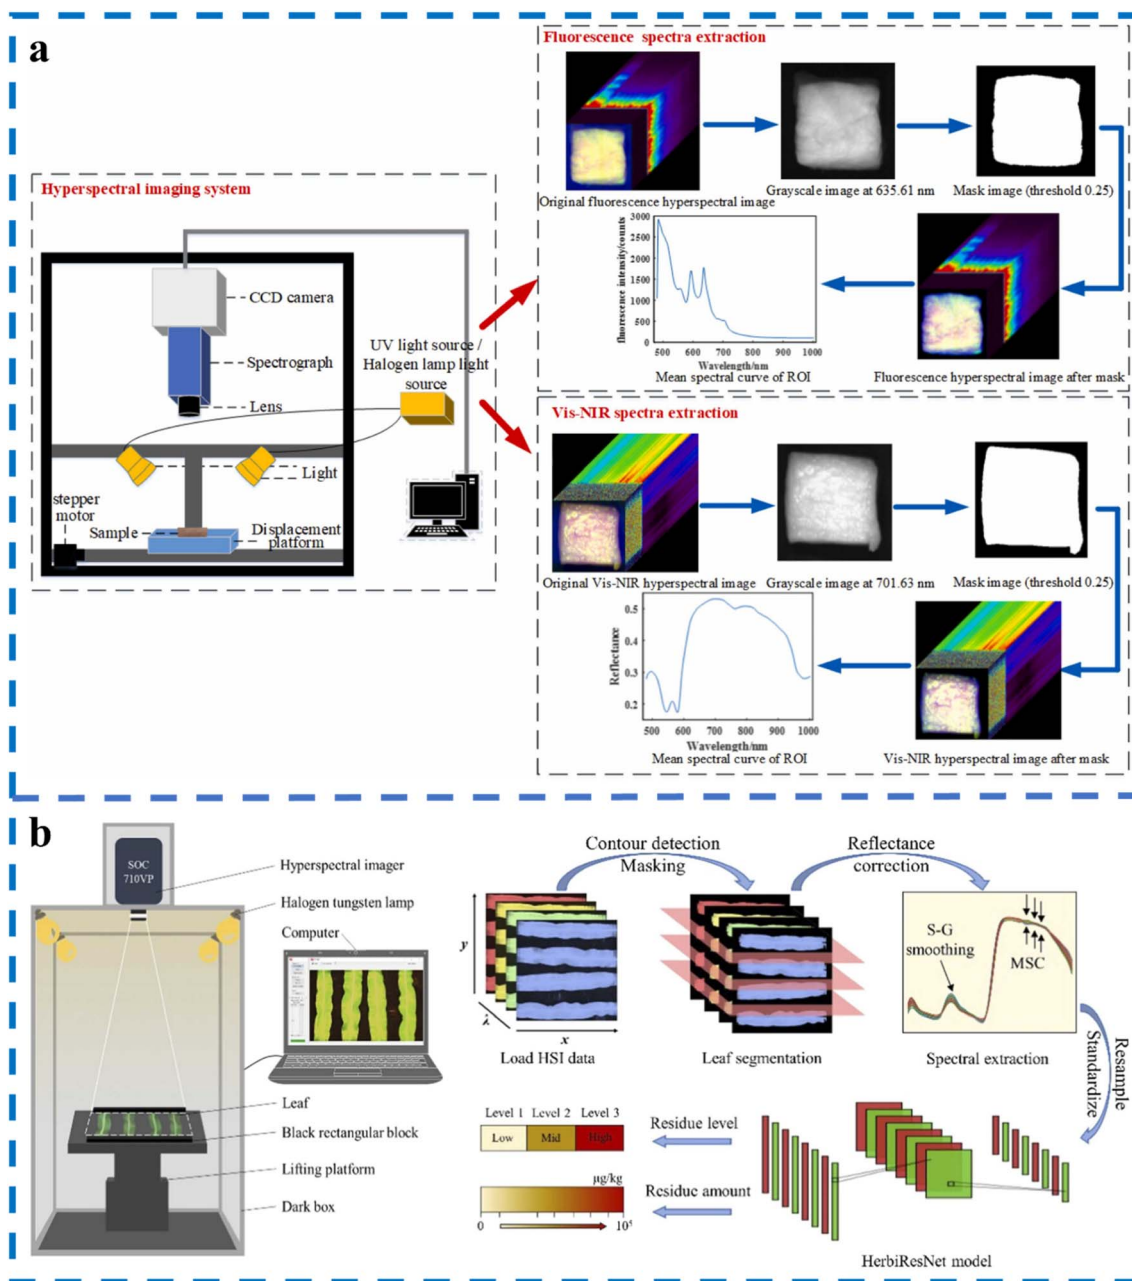 a
Fluorescence spectra extraction
Grayscale image at 635.61 nm
Mask image (threshold 0.25)
Original fluorescence hyperspectral image
fluorescence intensity/counts
3000
2500
2000
1500
1000
500
0
500
600
700
800
900
1000
Wavelength/nm
Mean spectral curve of ROI
Fluorescence hyperspectral image after mask
Hyperspectral imaging system
CCD camera
Spectrograph
Lens
UV light source /
Halogen lamp light
source
Light
stepper
motor
Sample
Displacement
platform
Vis-NIR spectra extraction
Original Vis-NIR hyperspectral image
Grayscale image at 701.63 nm
Mask image (threshold 0.25)
Reflectance
0.5
0.4
0.3
0.2
500
600
700
800
900
1000
Wavelength/nm
Mean spectral curve of ROI
Vis-NIR hyperspectral image after mask
b
SOC
710VP
Hyperspectral imager
Halogen tungsten lamp
Computer
Leaf
Black rectangular block
Lifting platform
Dark box
Contour detection
Masking
Reflectance
correction
y
λ
x
Load HSI data
Leaf segmentation
S-G
smoothing
MSC
Spectral extraction
Resample
Standardize
Level 1 Level 2 Level 3
Low Mid High
Residue level
µg/kg
0
Residue amount
HerbiResNet model